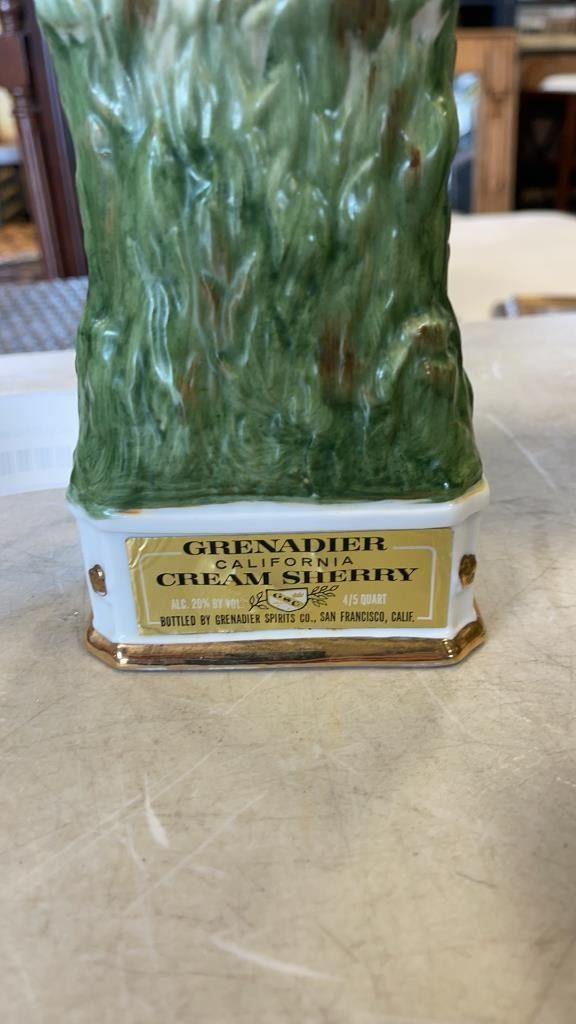 GRENADIER
CALIFORNIA
CREAM SHERRY
ALC. 20% BY VOL. 4/5 QUART
BOTTLED BY GRENADIER SPIRITS CO., SAN FRANCISCO, CALIF.